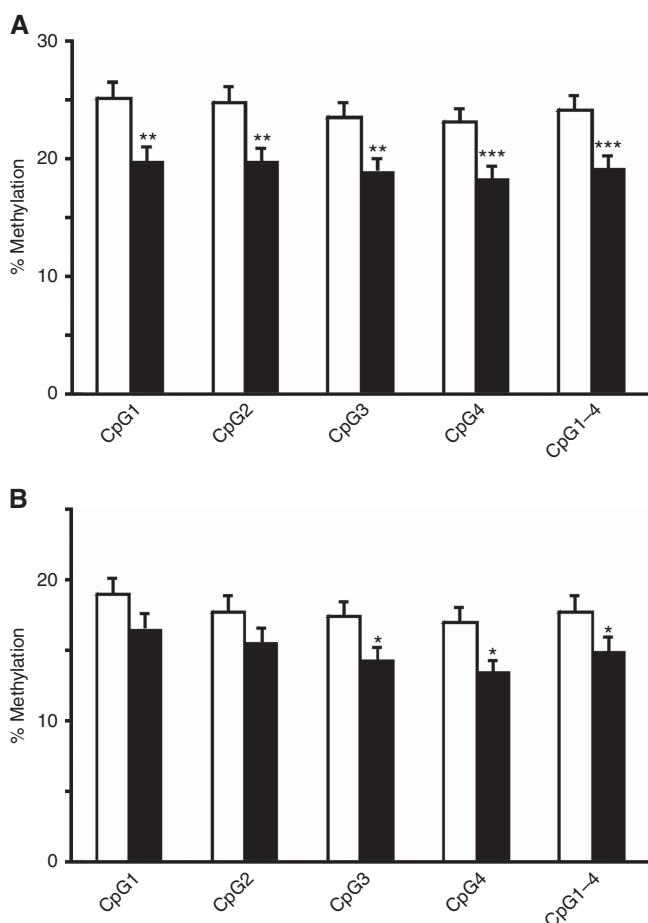 A
30
20
10
0
% Methylation
**
**
**
***
***
CpG1
CpG2
CpG3
CpG4
CpG1–4
B
20
10
0
% Methylation
*
*
*
CpG1
CpG2
CpG3
CpG4
CpG1–4